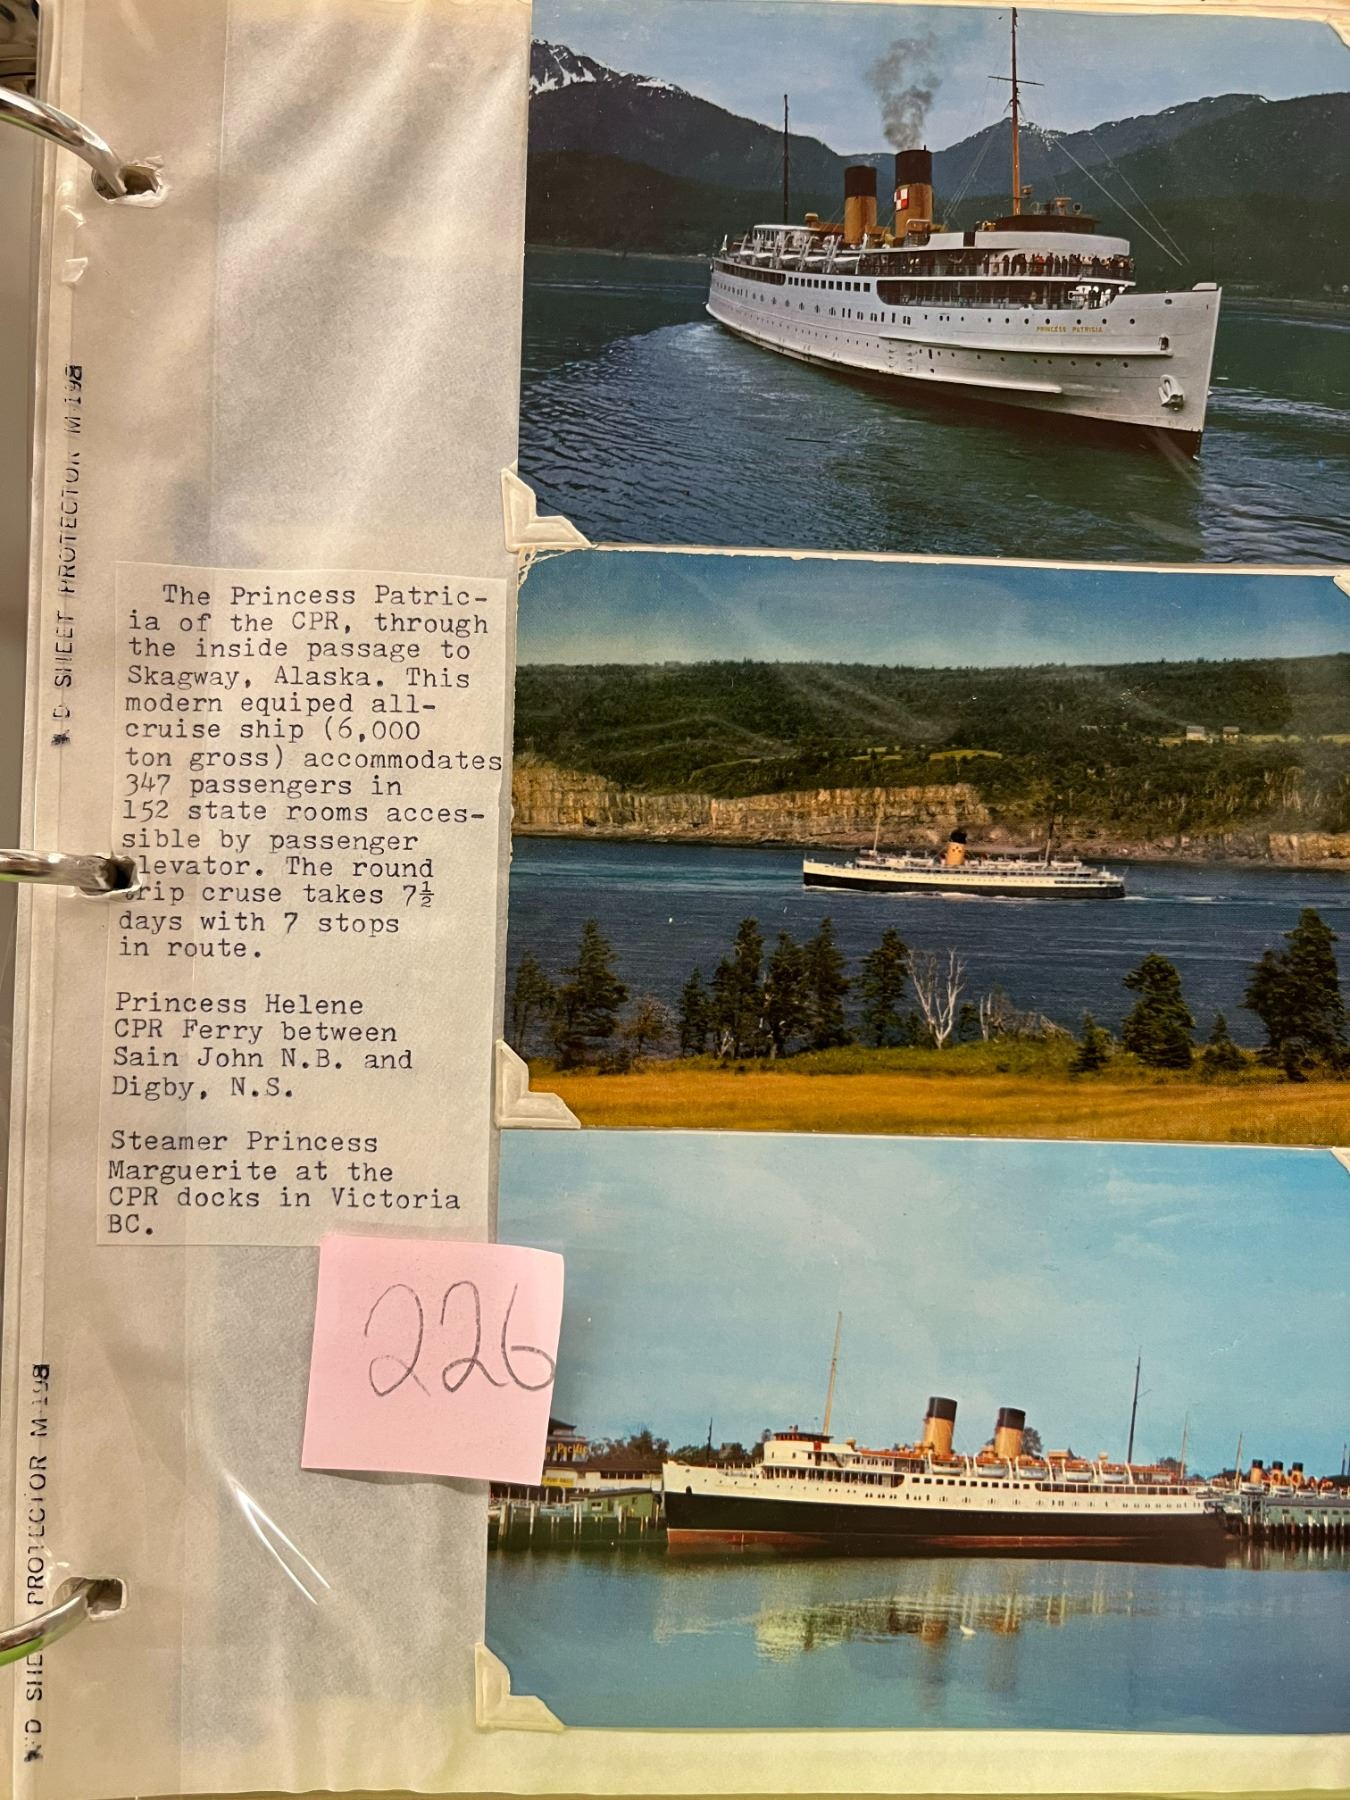 The Princess Patric-
ia of the CPR, through
the inside passage to
Skagway, Alaska. This
modern equiped all-
cruise ship (6,000
ton gross) accommodates
347 passengers in
152 state rooms acces-
sible by passenger
elevator. The round
trip cruse takes 7½
days with 7 stops
in route.
Princess Helene
CPR Ferry between
Sain John N.B. and
Digby, N.S.
Steamer Princess
Marguerite at the
CPR docks in Victoria
BC.
226
PRINCESS PATRICIA
SHEET PROTECTOR M-198
PROTECTOR M-198
Pacific